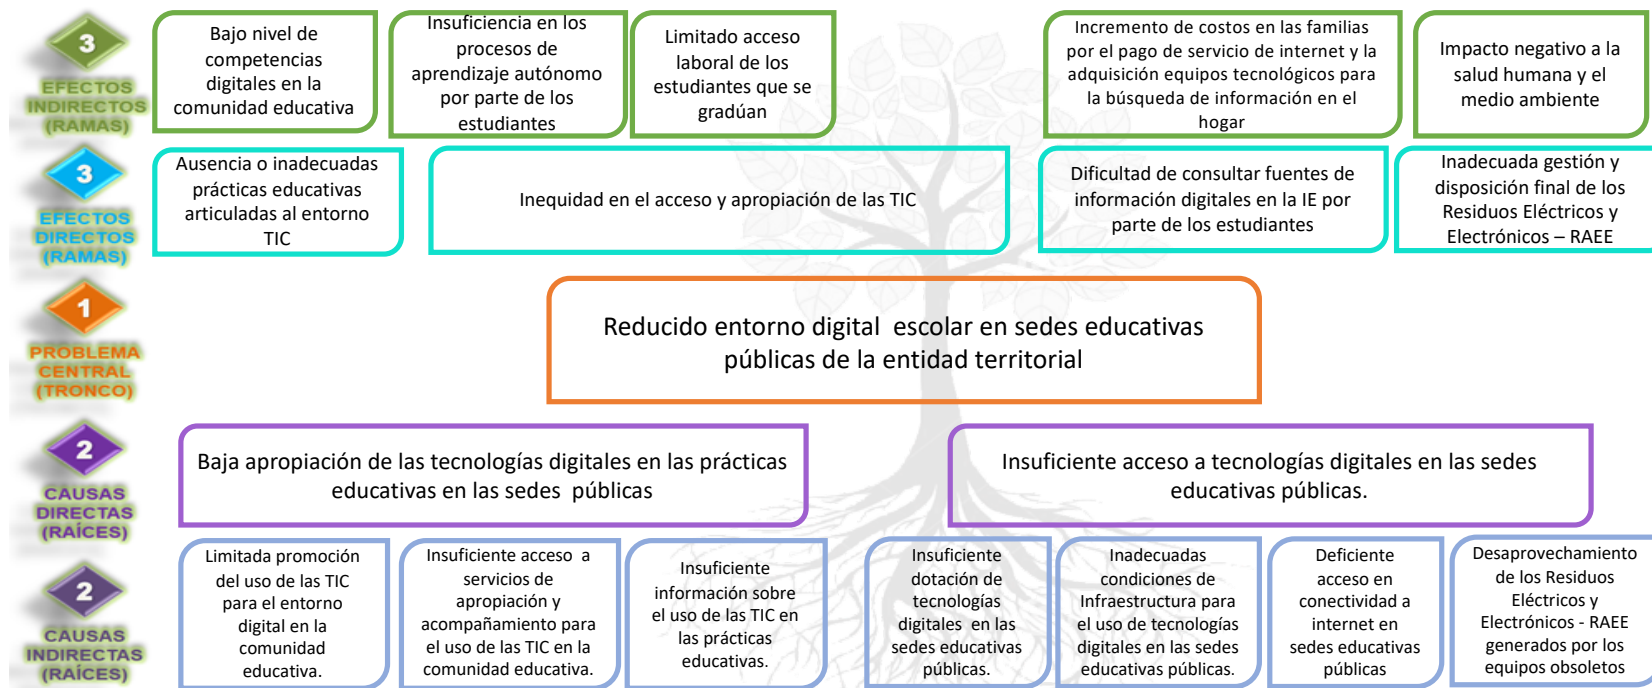 3
EFECTOS
INDIRECTOS
(RAMAS)
Bajo nivel de
competencias
digitales en la
comunidad educativa
Insuficiencia en los
procesos de
aprendizaje autónomo
por parte de los
estudiantes
Limitado acceso
laboral de los
estudiantes que se
gradúan
Incremento de costos en las familias
por el pago de servicio de internet y la
adquisición equipos tecnológicos para
la búsqueda de información en el
hogar
Impacto negativo a la
salud humana y el
medio ambiente
3
EFECTOS
DIRECTOS
(RAMAS)
Ausencia o inadecuadas
prácticas educativas
articuladas al entorno
TIC
Inequidad en el acceso y apropiación de las TIC
Dificultad de consultar fuentes de
información digitales en la IE por
parte de los estudiantes
Inadecuada gestión y
disposición final de los
Residuos Eléctricos y
Electrónicos – RAEE
1
PROBLEMA
CENTRAL
(TRONCO)
Reducido entorno digital escolar en sedes educativas
públicas de la entidad territorial
2
CAUSAS
DIRECTAS
(RAÍCES)
Baja apropiación de las tecnologías digitales en las prácticas
educativas en las sedes públicas
Insuficiente acceso a tecnologías digitales en las sedes
educativas públicas.
2
CAUSAS
INDIRECTAS
(RAÍCES)
Limitada promoción
del uso de las TIC
para el entorno
digital en la
comunidad
educativa.
Insuficiente acceso a
servicios de
apropiación y
acompañamiento para
el uso de las TIC en la
comunidad educativa.
Insuficiente
información sobre
el uso de las TIC en
las prácticas
educativas.
Insuficiente
dotación de
tecnologías
digitales en las
sedes educativas
públicas.
Inadecuadas
condiciones de
Infraestructura para
el uso de tecnologías
digitales en las sedes
educativas públicas.
Deficiente
acceso en
conectividad a
internet en
sedes educativas
públicas
Desaprovechamiento
de los Residuos
Eléctricos y
Electrónicos - RAEE
generados por los
equipos obsoletos